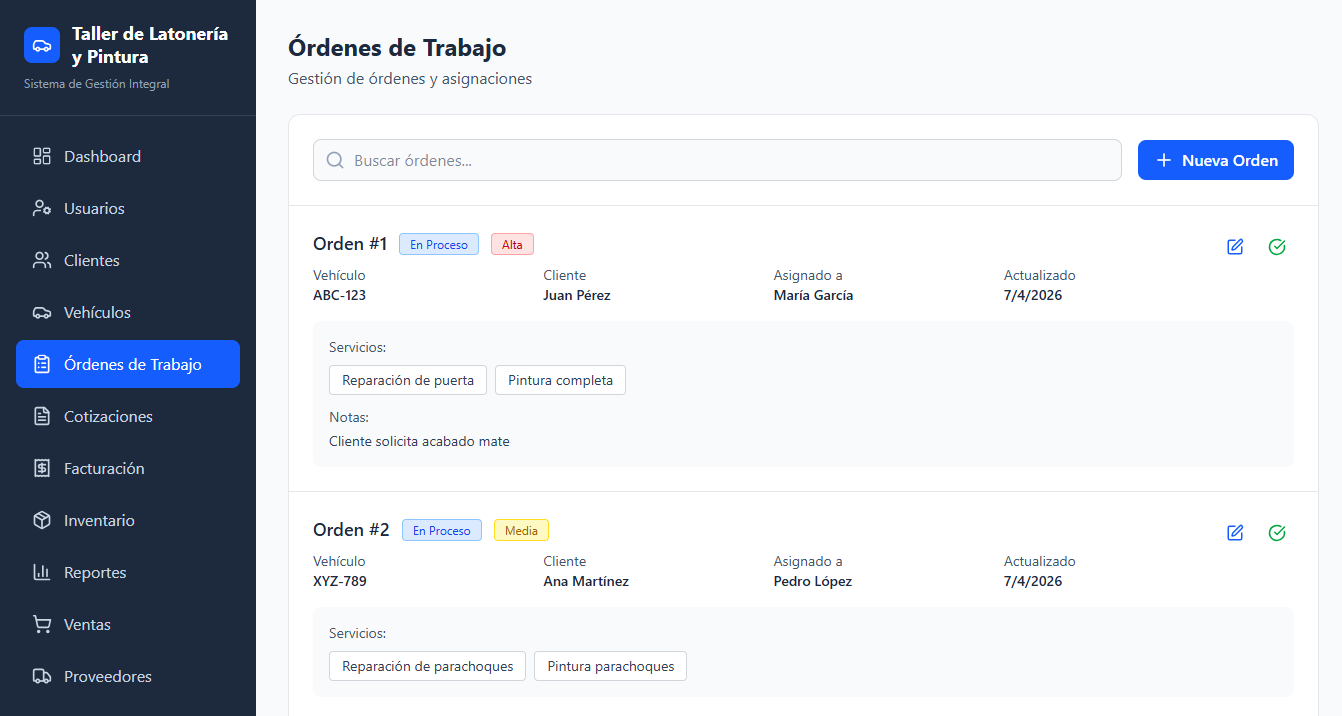 Taller de Latonería
y Pintura
Sistema de Gestión Integral
Dashboard
Usuarios
Clientes
Vehículos
Órdenes de Trabajo
Cotizaciones
Facturación
Inventario
Reportes
Ventas
Proveedores
Órdenes de Trabajo
Gestión de órdenes y asignaciones
Buscar órdenes...
Nueva Orden
Orden #1 En Proceso Alta
Vehículo Cliente Asignado a Actualizado
ABC-123 Juan Pérez María García 7/4/2026
Servicios:
Reparación de puerta Pintura completa
Notas:
Cliente solicita acabado mate
Orden #2 En Proceso Media
Vehículo Cliente Asignado a Actualizado
XYZ-789 Ana Martínez Pedro López 7/4/2026
Servicios:
Reparación de parachoques Pintura parachoques